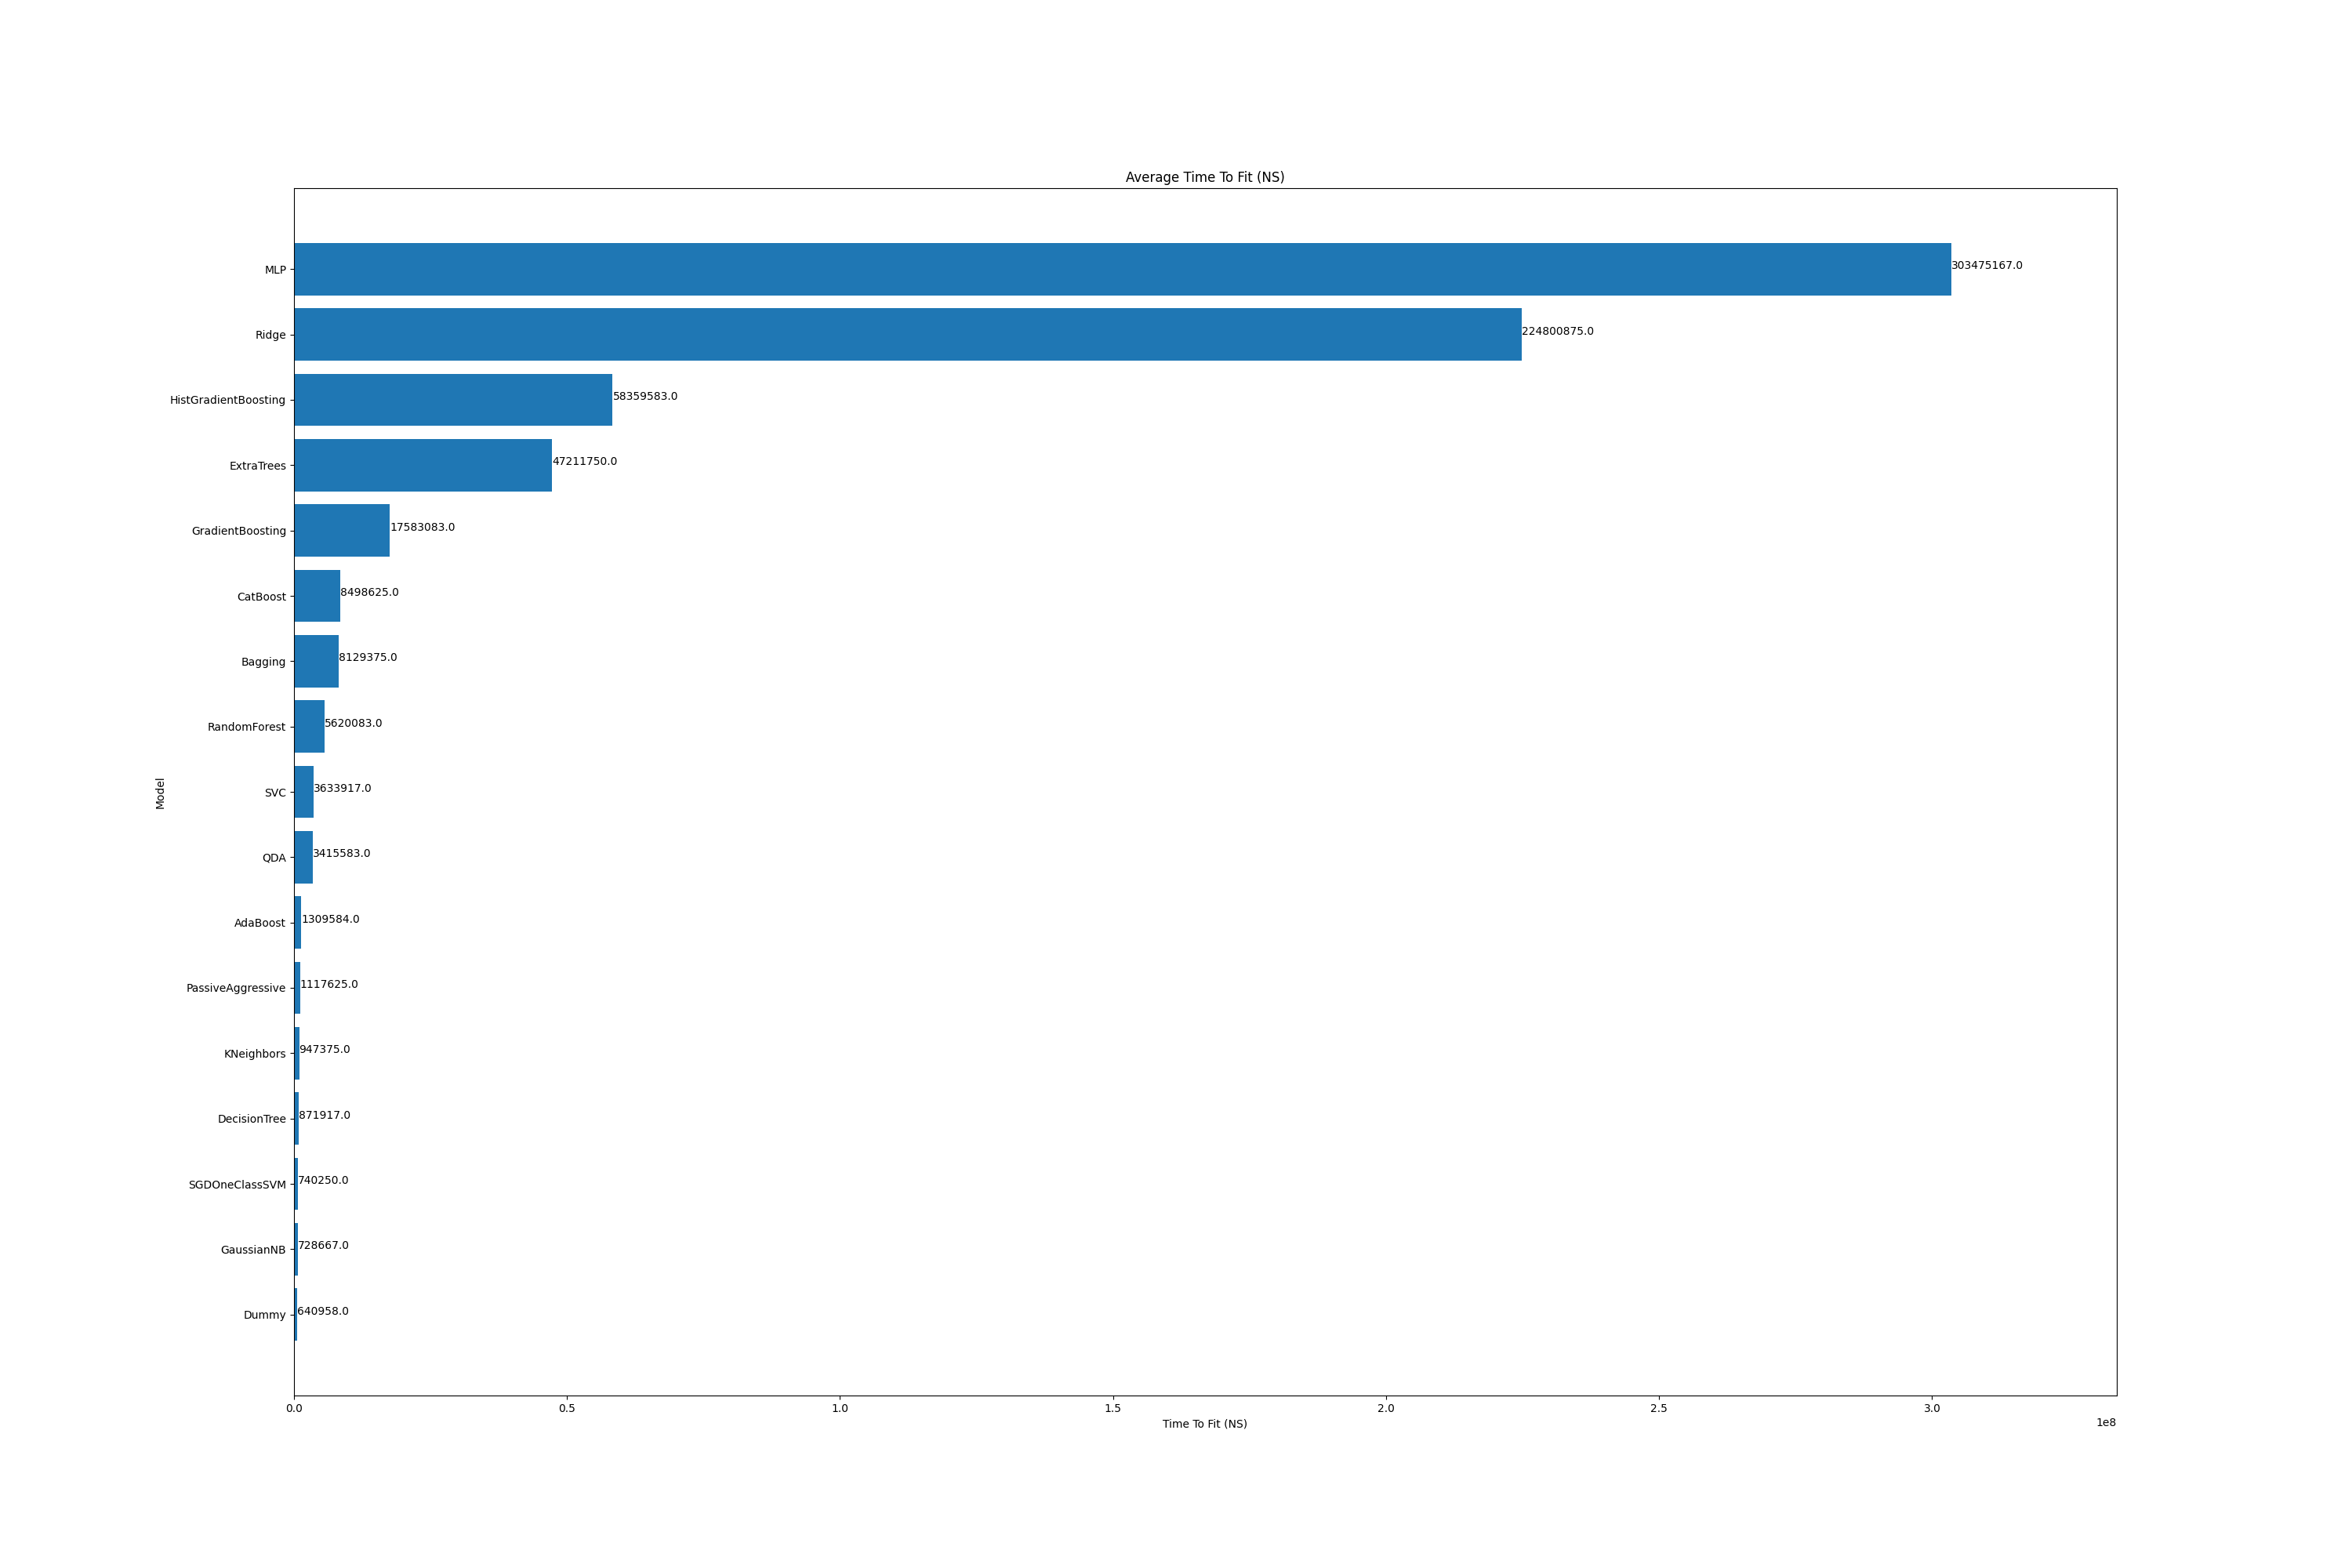 Average Time To Fit (NS)
MLP 303475167.0
Ridge 224800875.0
HistGradientBoosting 58359583.0
ExtraTrees 47211750.0
GradientBoosting 17583083.0
CatBoost 8498625.0
Bagging 8129375.0
RandomForest 5620083.0
SVC 3633917.0
Model
QDA 3415583.0
AdaBoost 1309584.0
PassiveAggressive 1117625.0
KNeighbors 947375.0
DecisionTree 871917.0
SGDOneClassSVM 740250.0
GaussianNB 728667.0
Dummy 640958.0
0.0 0.5 1.0 1.5 2.0 2.5 3.0
Time To Fit (NS)
1e8